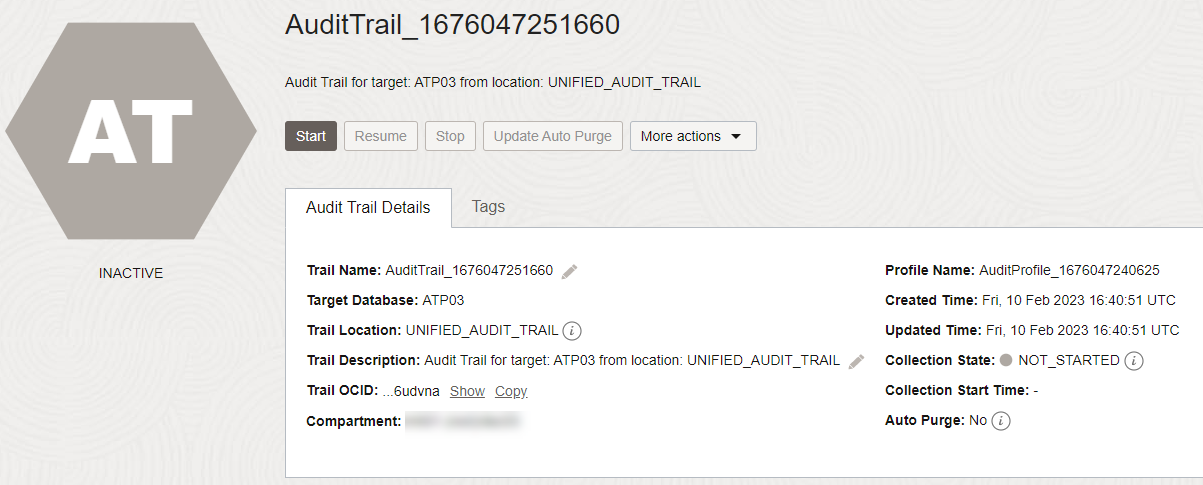 AuditTrail_1676047251660
AT
Audit Trail for target: ATP03 from location: UNIFIED_AUDIT_TRAIL
Start Resume Stop Update Auto Purge More actions
Audit Trail Details Tags
INACTIVE
Trail Name: AuditTrail_1676047251660
Target Database: ATP03
Trail Location: UNIFIED_AUDIT_TRAIL i
Trail Description: Audit Trail for target: ATP03 from location: UNIFIED_AUDIT_TRAIL
Trail OCID: ...6udvna Show Copy
Compartment:
Profile Name: AuditProfile_1676047240625
Created Time: Fri, 10 Feb 2023 16:40:51 UTC
Updated Time: Fri, 10 Feb 2023 16:40:51 UTC
Collection State: NOT_STARTED i
Collection Start Time: -
Auto Purge: No i